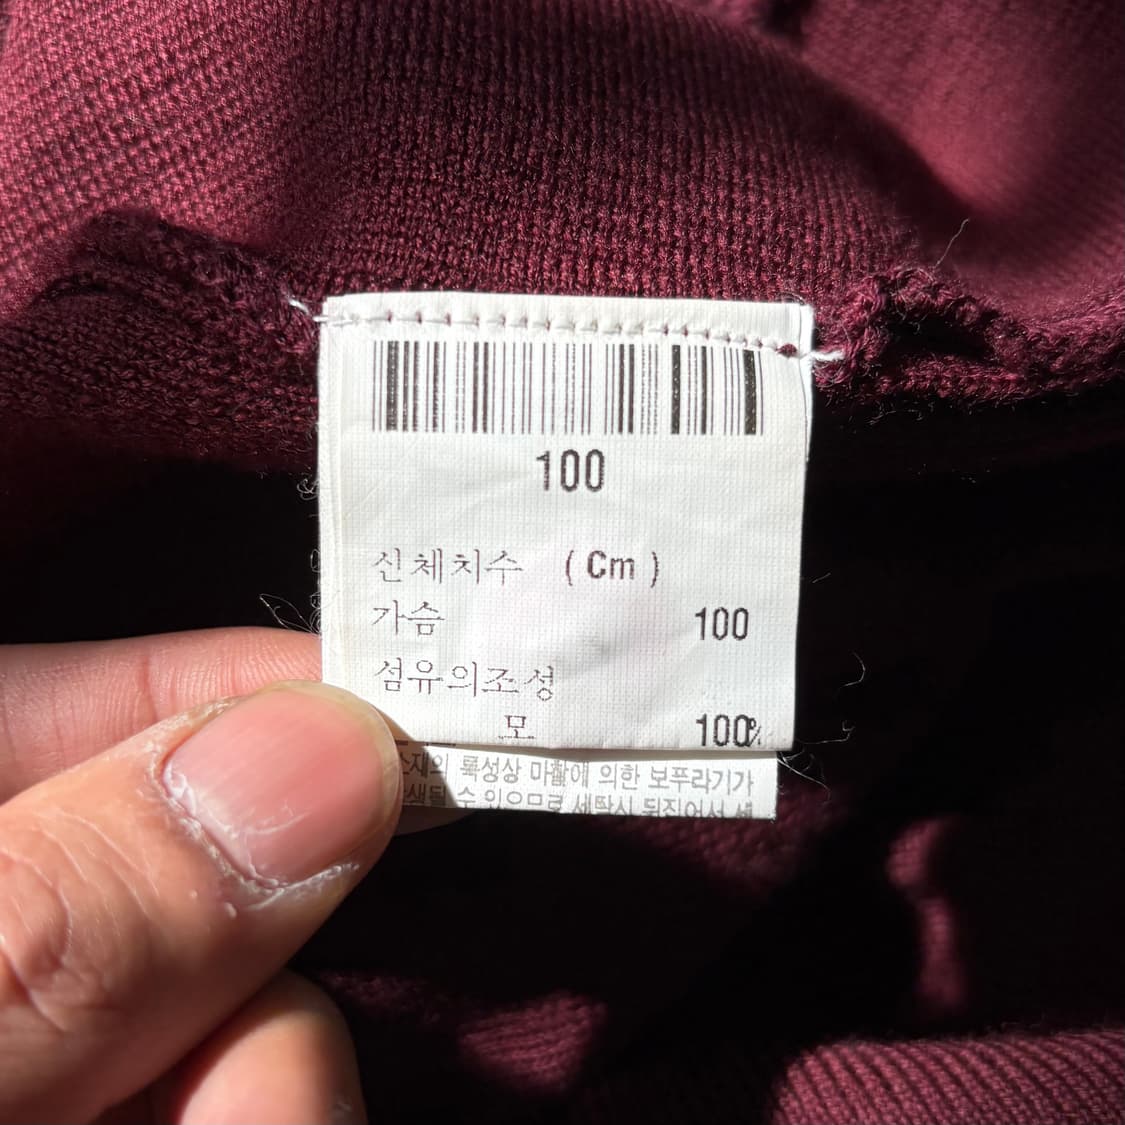 100
신체치수 (Cm)
가슴 100
섬유의조성
모 100%
소재의 특성상 마찰에 의한 보푸라기가
발생될 수 있으므로 세탁시 뒤집어서